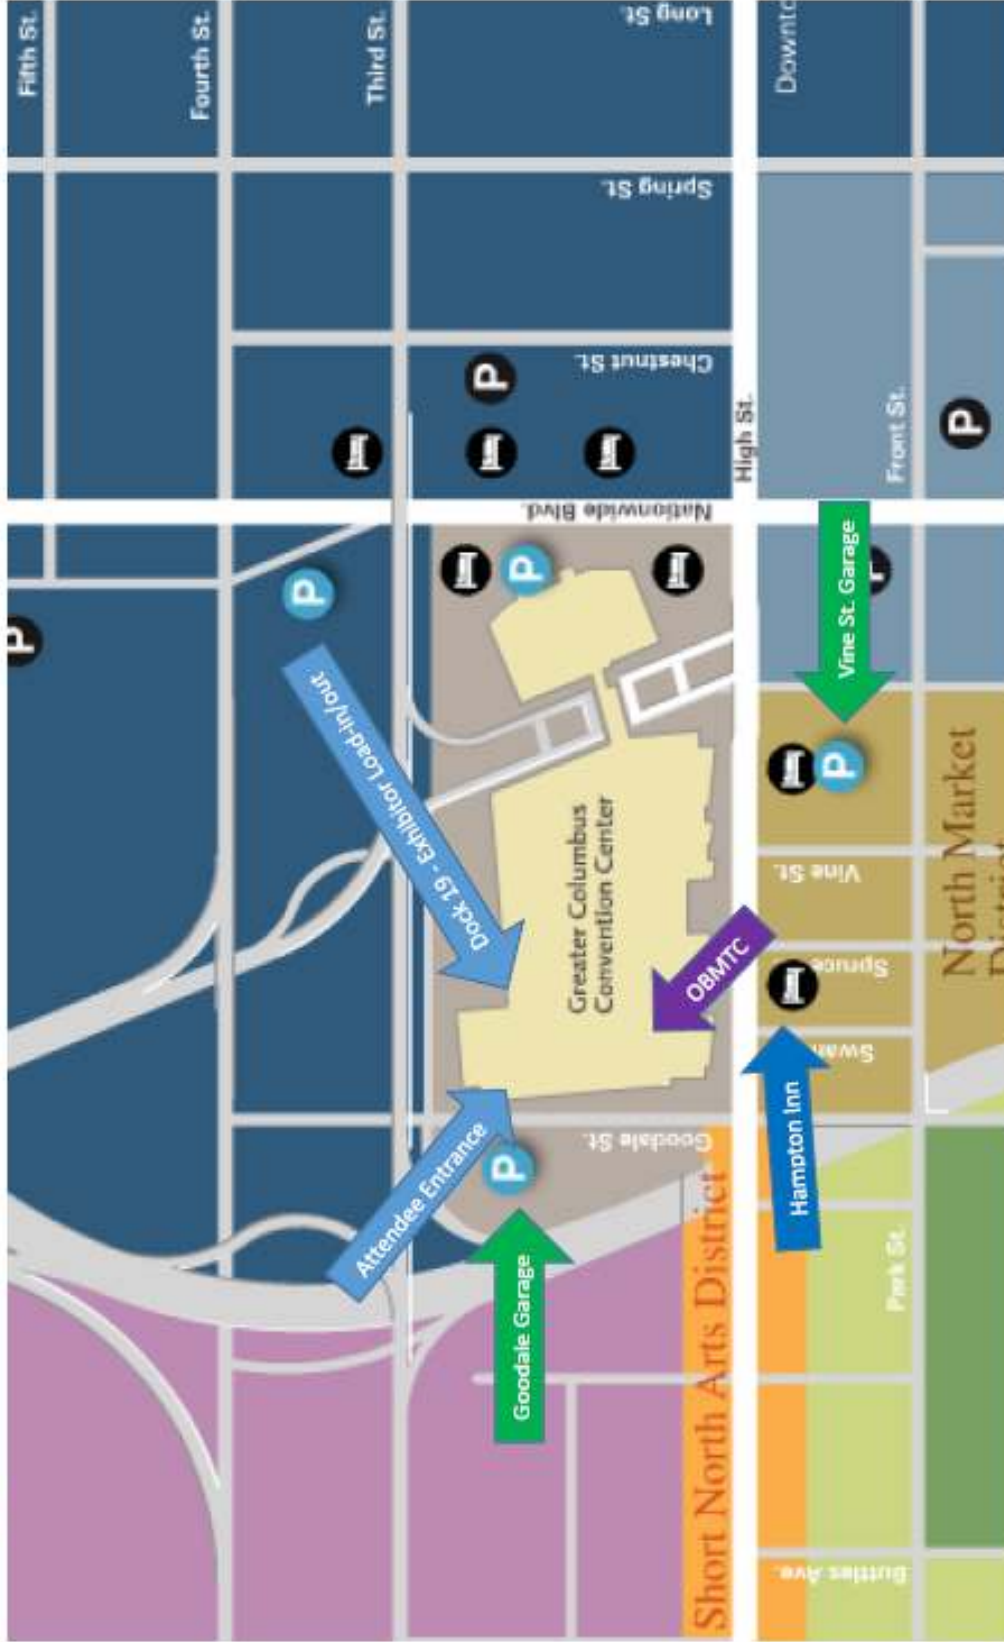 Fifth St.
Fourth St.
Third St.
Long St.
Spring St.
Chestnut St.
Nationwide Blvd.
High St.
Front St.
P
P
P
P
P
P
P
P
Dock 19 - Exhibitor Load-in/out
Vine St. Garage
Greater Columbus
Convention Center
OBMTC
Vine St.
Spruce
Swan
North Market
Attendee Entrance
Goodale St.
Hampton Inn
Goodale Garage
Short North Arts District
Park St.
Buttles Ave.